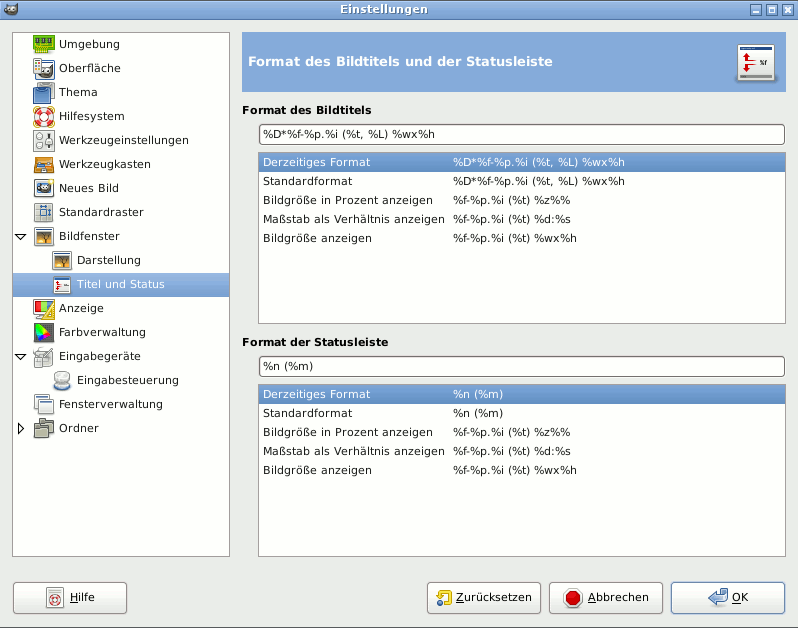 Einstellungen
Umgebung
Oberfläche
Thema
Hilfesystem
Werkzeugeinstellungen
Werkzeugkasten
Neues Bild
Standardraster
Bildfenster
Darstellung
Titel und Status
Anzeige
Farbverwaltung
Eingabegeräte
Eingabesteuerung
Fensterverwaltung
Ordner
Format des Bildtitels und der Statusleiste
%f
Format des Bildtitels
%D*%f-%p.%i (%t, %L) %wx%h
Derzeitiges Format %D*%f-%p.%i (%t, %L) %wx%h
Standardformat %D*%f-%p.%i (%t, %L) %wx%h
Bildgröße in Prozent anzeigen %f-%p.%i (%t) %z%%
Maßstab als Verhältnis anzeigen %f-%p.%i (%t) %d:%s
Bildgröße anzeigen %f-%p.%i (%t) %wx%h
Format der Statusleiste
%n (%m)
Derzeitiges Format %n (%m)
Standardformat %n (%m)
Bildgröße in Prozent anzeigen %f-%p.%i (%t) %z%%
Maßstab als Verhältnis anzeigen %f-%p.%i (%t) %d:%s
Bildgröße anzeigen %f-%p.%i (%t) %wx%h
Hilfe
Zurücksetzen
Abbrechen
OK